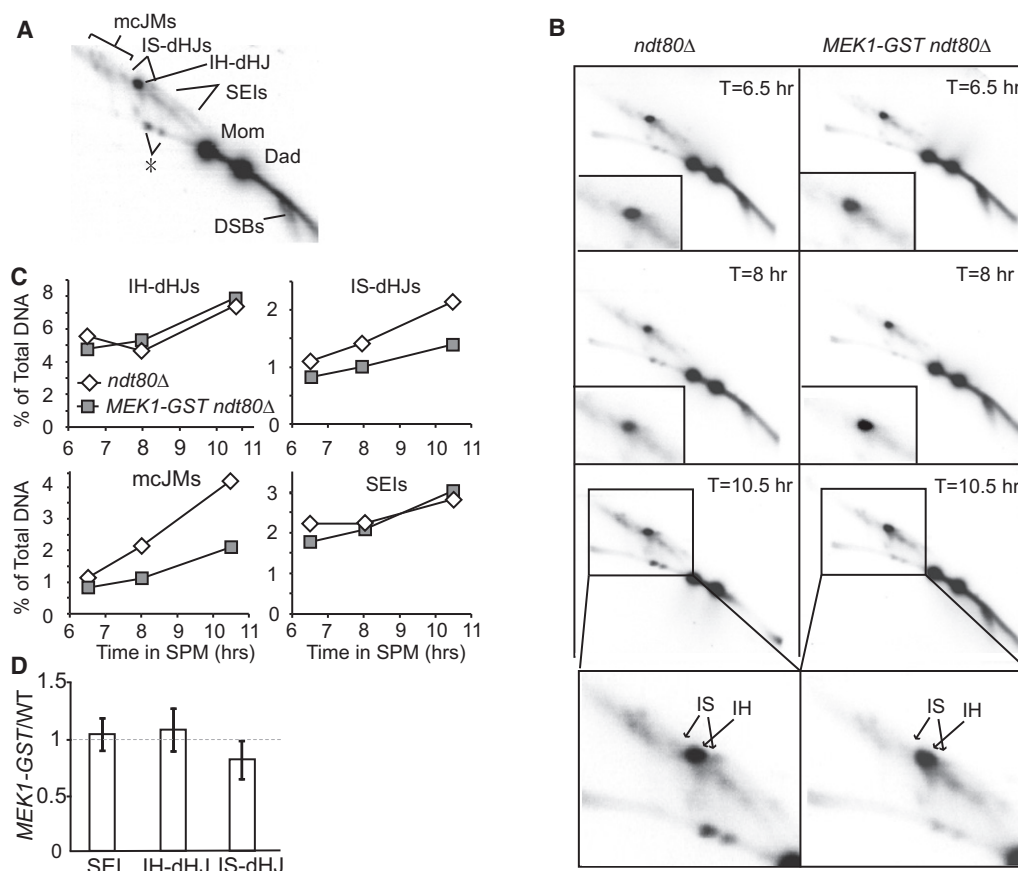 A
mcJMs
IS-dHJs
IH-dHJ
SEIs
Mom
Dad
*
DSBs
B
ndt80Δ
MEK1-GST ndt80Δ
T=6.5 hr
T=6.5 hr
T=8 hr
T=8 hr
T=10.5 hr
T=10.5 hr
IS
IH
IS
IH
C
IH-dHJs
% of Total DNA
8
6
5
4
2
0
ndt80Δ
MEK1-GST ndt80Δ
6 7 8 9 10 11
IS-dHJs
2
1
0
6 7 8 9 10 11
mcJMs
% of Total DNA
4
3
2
1
0
6 7 8 9 10 11
Time in SPM (hrs)
SEIs
3
2
1
0
6 7 8 9 10 11
Time in SPM (hrs)
D
MEK1-GST/WT
1.5
1
0.5
0
SEI IH-dHJ IS-dHJ